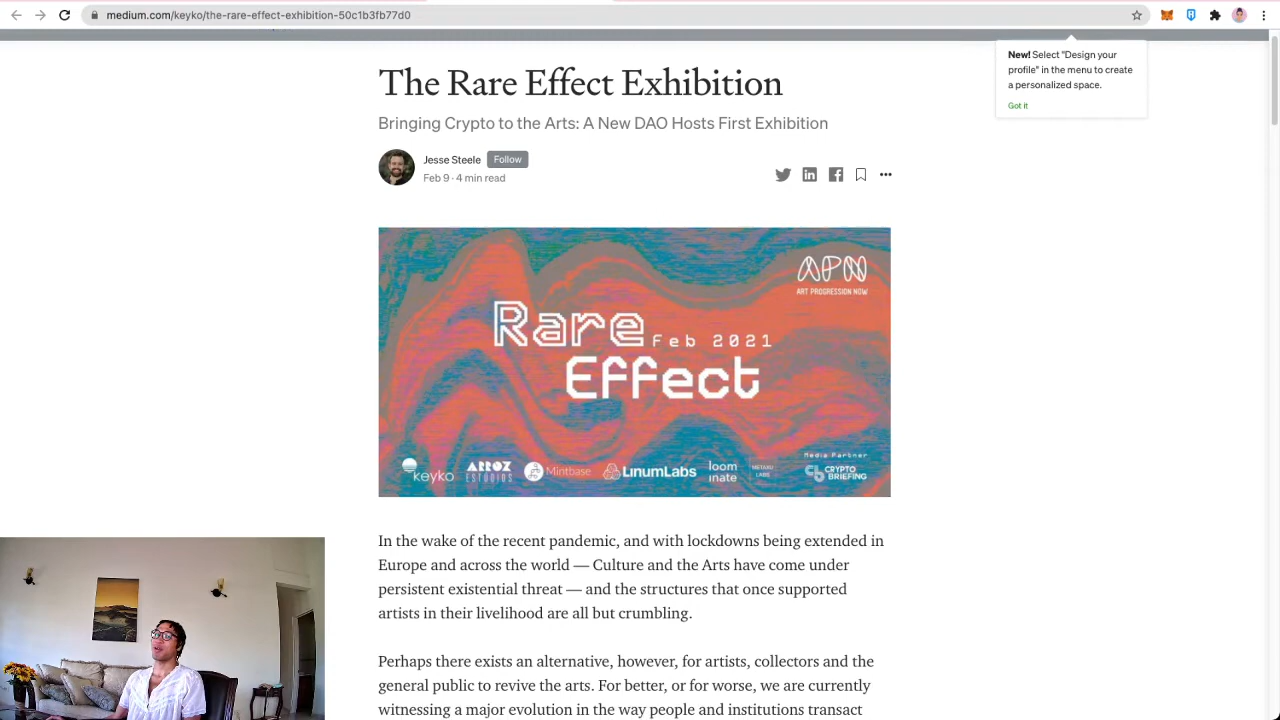 medium.com/keyko/the-rare-effect-exhibition-50c1b3fb77d0
New! Select "Design your
profile" in the menu to create
a personalized space.
Got it
The Rare Effect Exhibition
Bringing Crypto to the Arts: A New DAO Hosts First Exhibition
Jesse Steele Follow
Feb 9 · 4 min read
APN
ART PROGRESSION NOW
Rare
Feb 2021
Effect
Media Partner
keyko
ARROZ
ESTUDIOS
Mintbase
LINUMLABS
loom
inate
METAXU
LABS
CRYPTO
BRIEFING
In the wake of the recent pandemic, and with lockdowns being extended in
Europe and across the world — Culture and the Arts have come under
persistent existential threat — and the structures that once supported
artists in their livelihood are all but crumbling.
Perhaps there exists an alternative, however, for artists, collectors and the
general public to revive the arts. For better, or for worse, we are currently
witnessing a major evolution in the way people and institutions transact